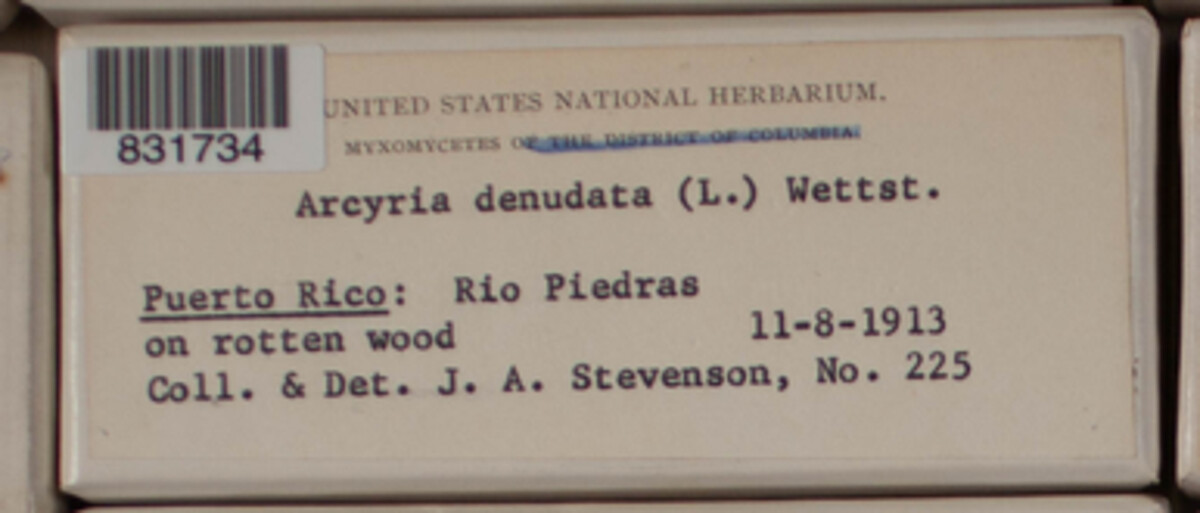 831734
UNITED STATES NATIONAL HERBARIUM.
MYXOMYCETES OF THE DISTRICT OF COLUMBIA.
Arcyria denudata (L.) Wettst.
Puerto Rico: Rio Piedras
on rotten wood 11-8-1913
Coll. & Det. J. A. Stevenson, No. 225